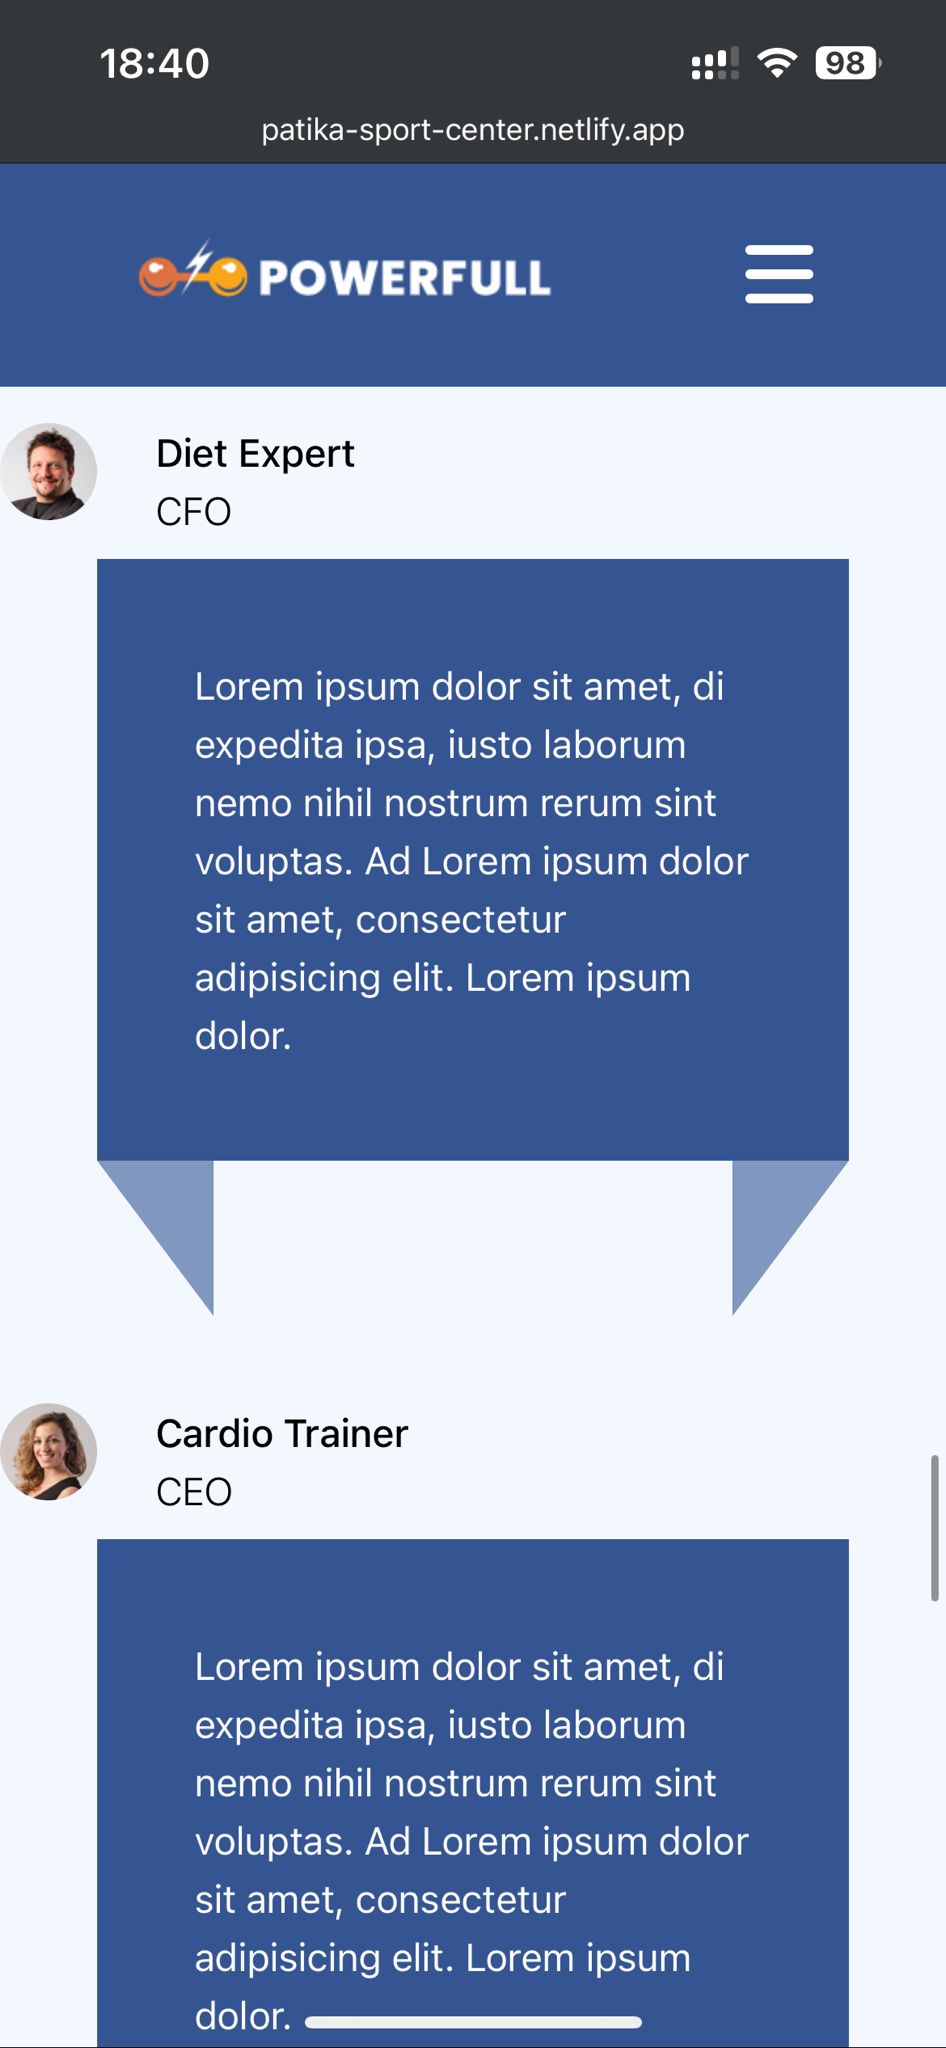 18:40
98
patika-sport-center.netlify.app
POWERFULL
Diet Expert
CFO
Lorem ipsum dolor sit amet, di
expedita ipsa, iusto laborum
nemo nihil nostrum rerum sint
voluptas. Ad Lorem ipsum dolor
sit amet, consectetur
adipisicing elit. Lorem ipsum
dolor.
Cardio Trainer
CEO
Lorem ipsum dolor sit amet, di
expedita ipsa, iusto laborum
nemo nihil nostrum rerum sint
voluptas. Ad Lorem ipsum dolor
sit amet, consectetur
adipisicing elit. Lorem ipsum
dolor.